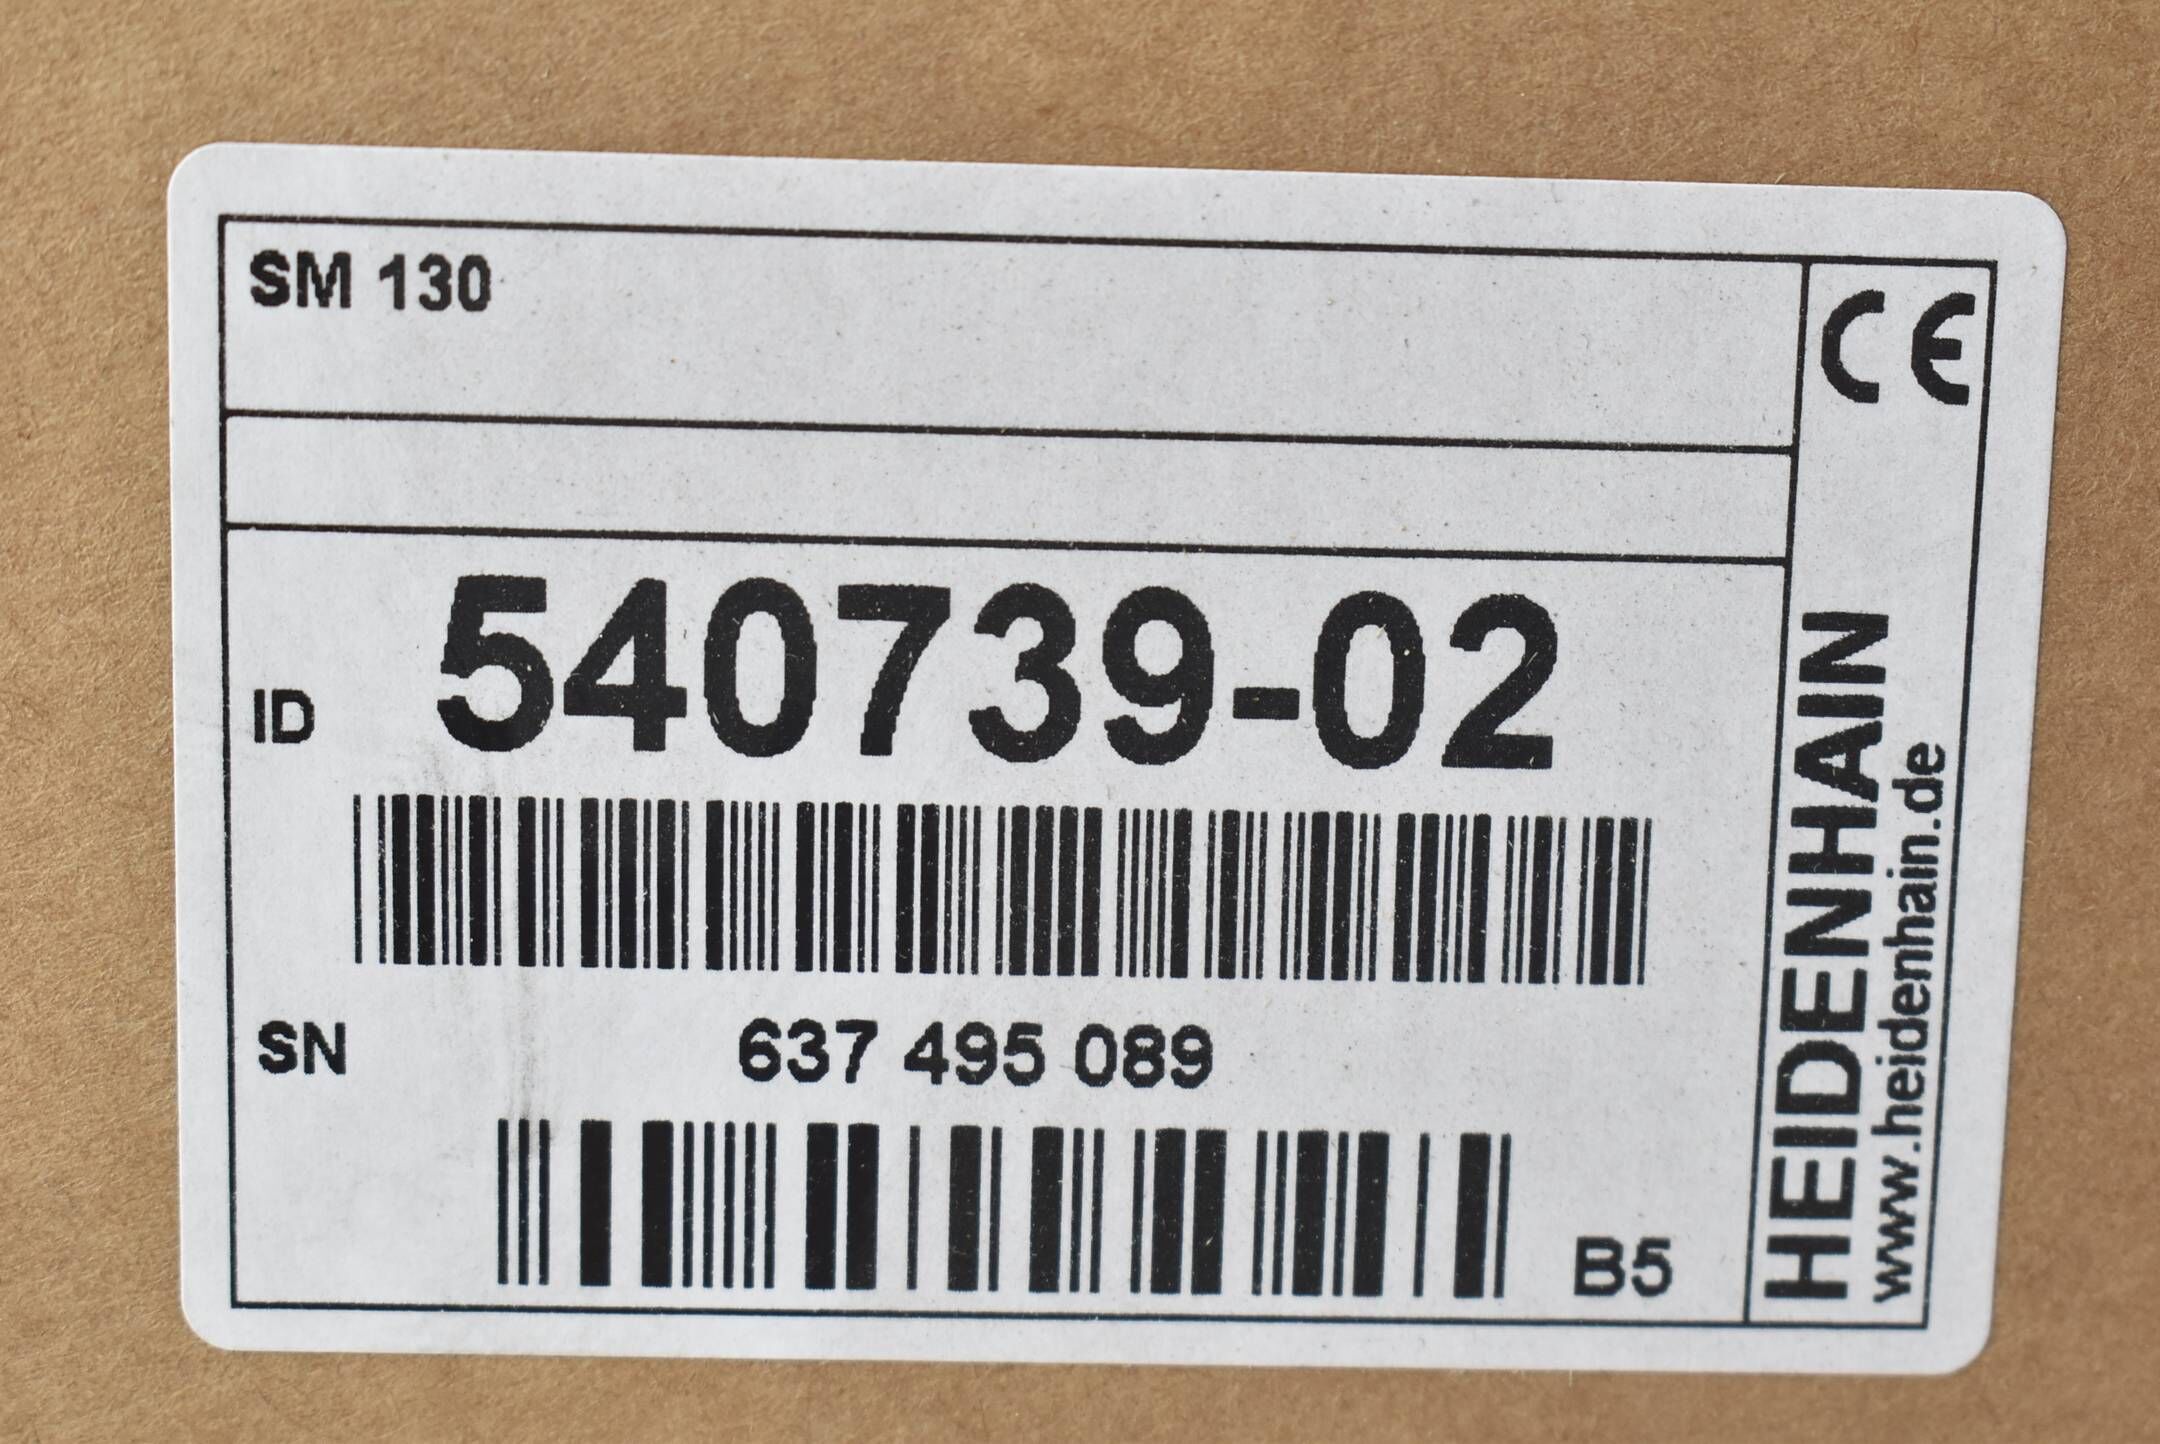 SM 130
CE
ID 540739-02
SN 637 495 089
B5
HEIDENHAIN
www.heidenhain.de